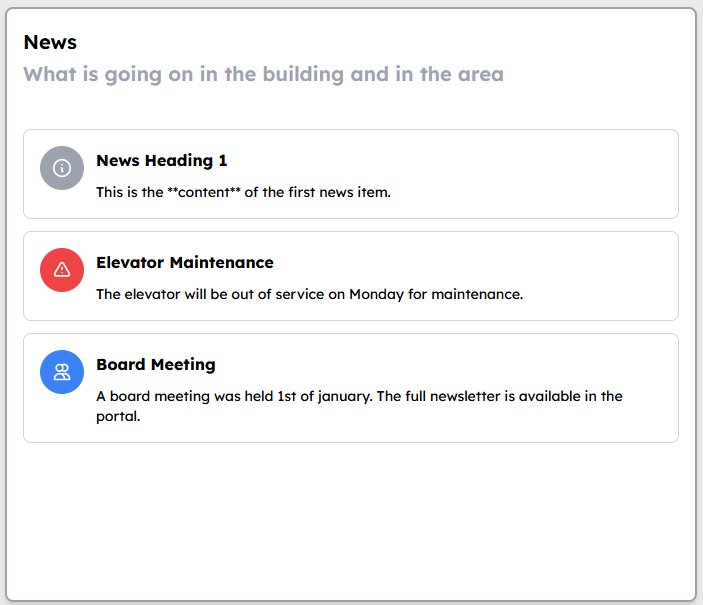 News
What is going on in the building and in the area
News Heading 1
This is the **content** of the first news item.
Elevator Maintenance
The elevator will be out of service on Monday for maintenance.
Board Meeting
A board meeting was held 1st of january. The full newsletter is available in the
portal.